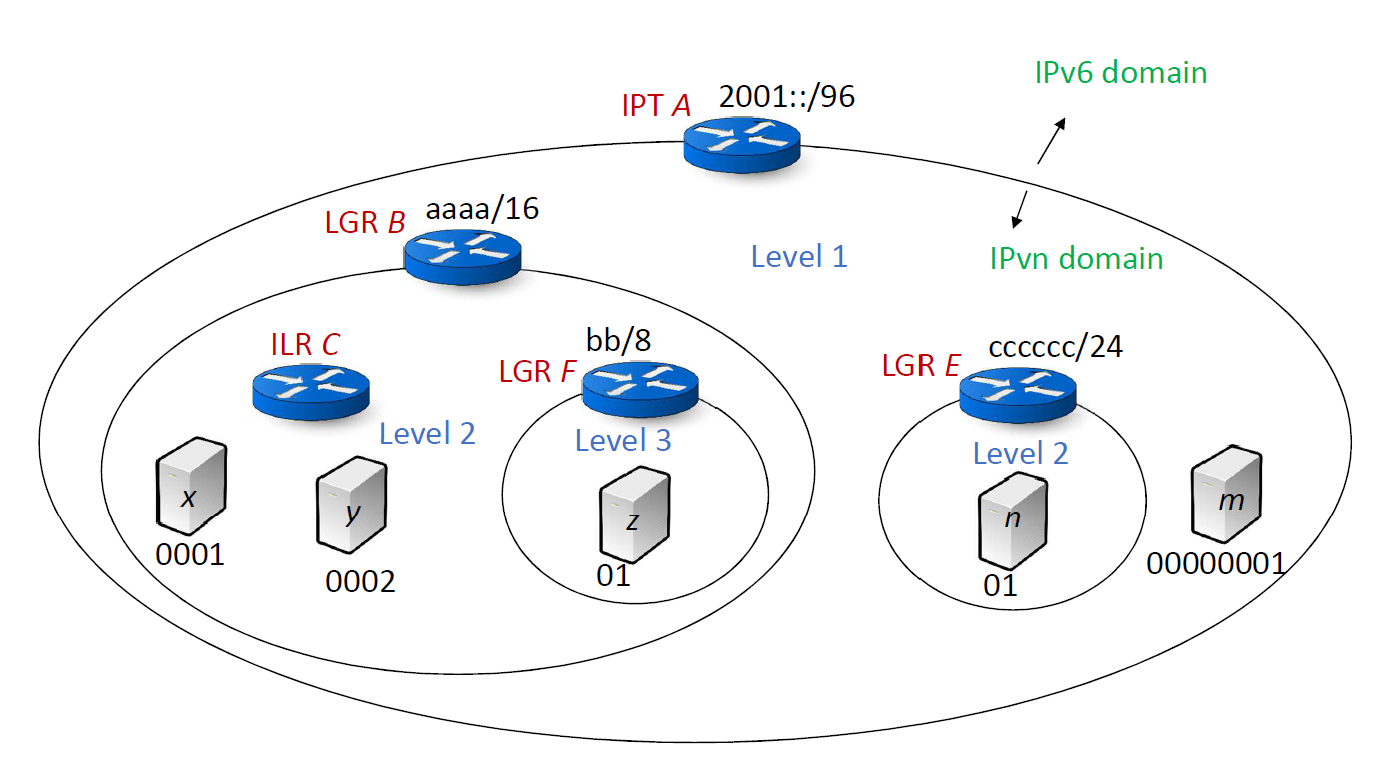 IPv6 domain
IPT A 2001::/96
LGR B aaaa/16
Level 1
IPvn domain
ILR C
LGR F bb/8
LGR E cccccc/24
Level 2
Level 3
Level 2
x
y
z
n
m
0001
0002
01
01
00000001